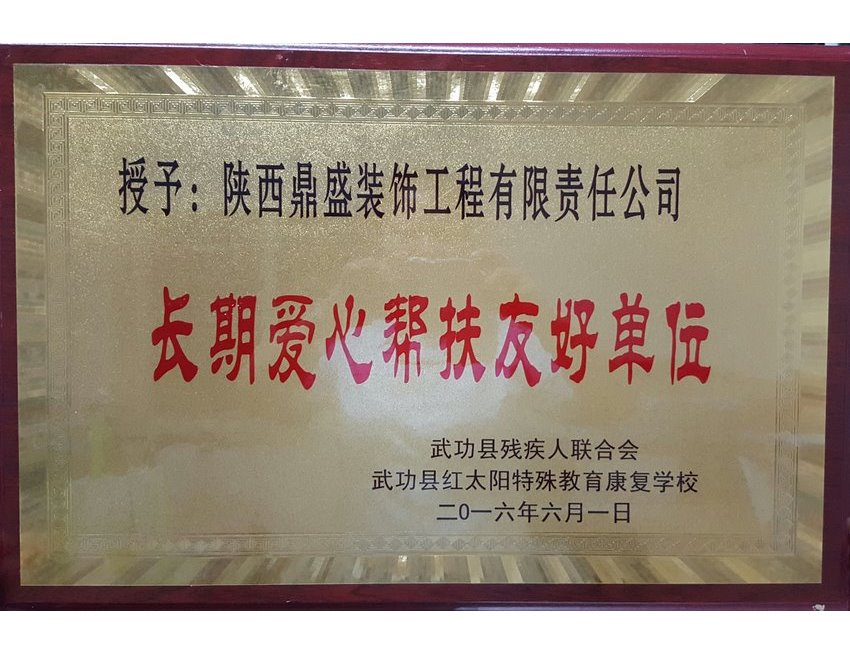 授予：陕西鼎盛装饰工程有限责任公司
长期爱心帮扶友好单位
武功县残疾人联合会
武功县红太阳特殊教育康复学校
二0一六年六月一日